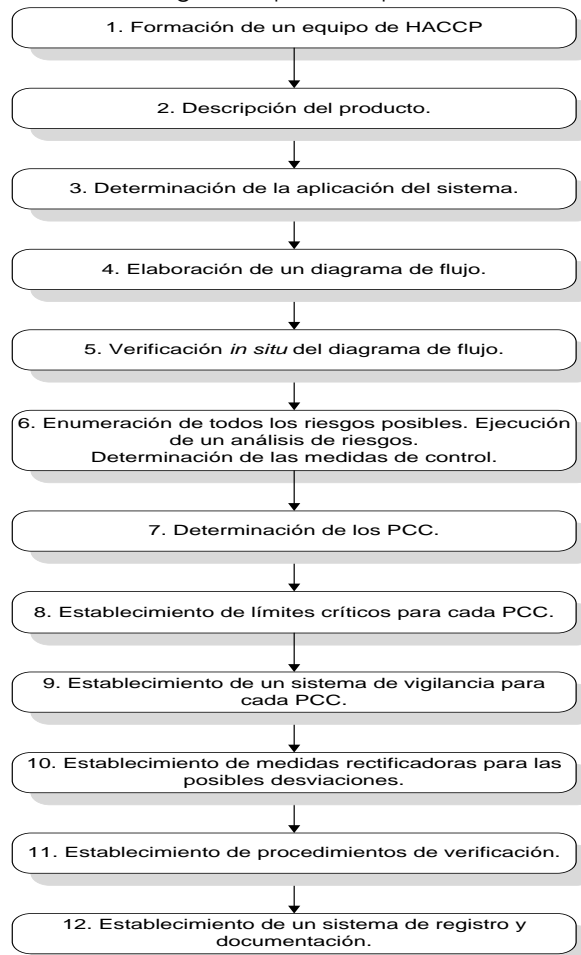 1. Formación de un equipo de HACCP
2. Descripción del producto.
3. Determinación de la aplicación del sistema.
4. Elaboración de un diagrama de flujo.
5. Verificación in situ del diagrama de flujo.
6. Enumeración de todos los riesgos posibles. Ejecución
de un análisis de riesgos.
Determinación de las medidas de control.
7. Determinación de los PCC.
8. Establecimiento de límites críticos para cada PCC.
9. Establecimiento de un sistema de vigilancia para
cada PCC.
10. Establecimiento de medidas rectificadoras para las
posibles desviaciones.
11. Establecimiento de procedimientos de verificación.
12. Establecimiento de un sistema de registro y
documentación.